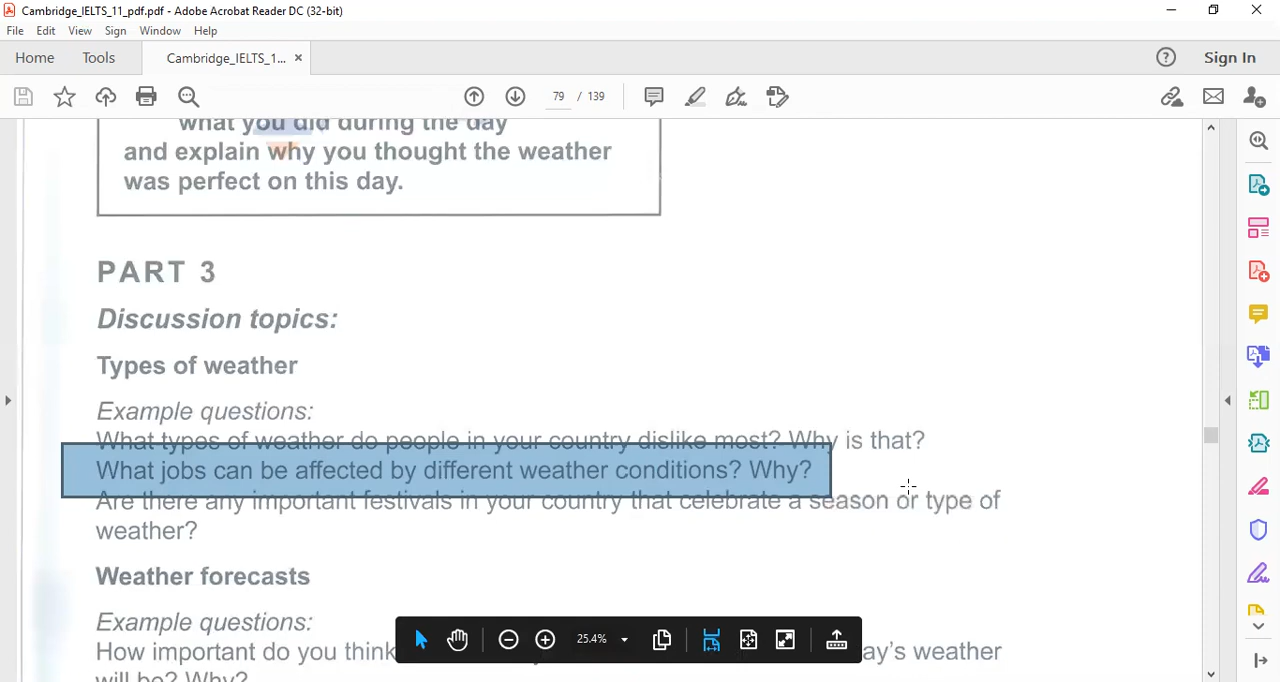 Cambridge_IELTS_11_pdf.pdf - Adobe Acrobat Reader DC (32-bit)
File Edit View Sign Window Help
Home Tools Cambridge_IELTS_1... × Sign In
79 / 139
what you did during the day
and explain why you thought the weather
was perfect on this day.
PART 3
Discussion topics:
Types of weather
Example questions:
What types of weather do people in your country dislike most? Why is that?
What jobs can be affected by different weather conditions? Why?
Are there any important festivals in your country that celebrate a season or type of
weather?
Weather forecasts
Example questions:
How important do you think ay's weather
will be? Why?
25.4%